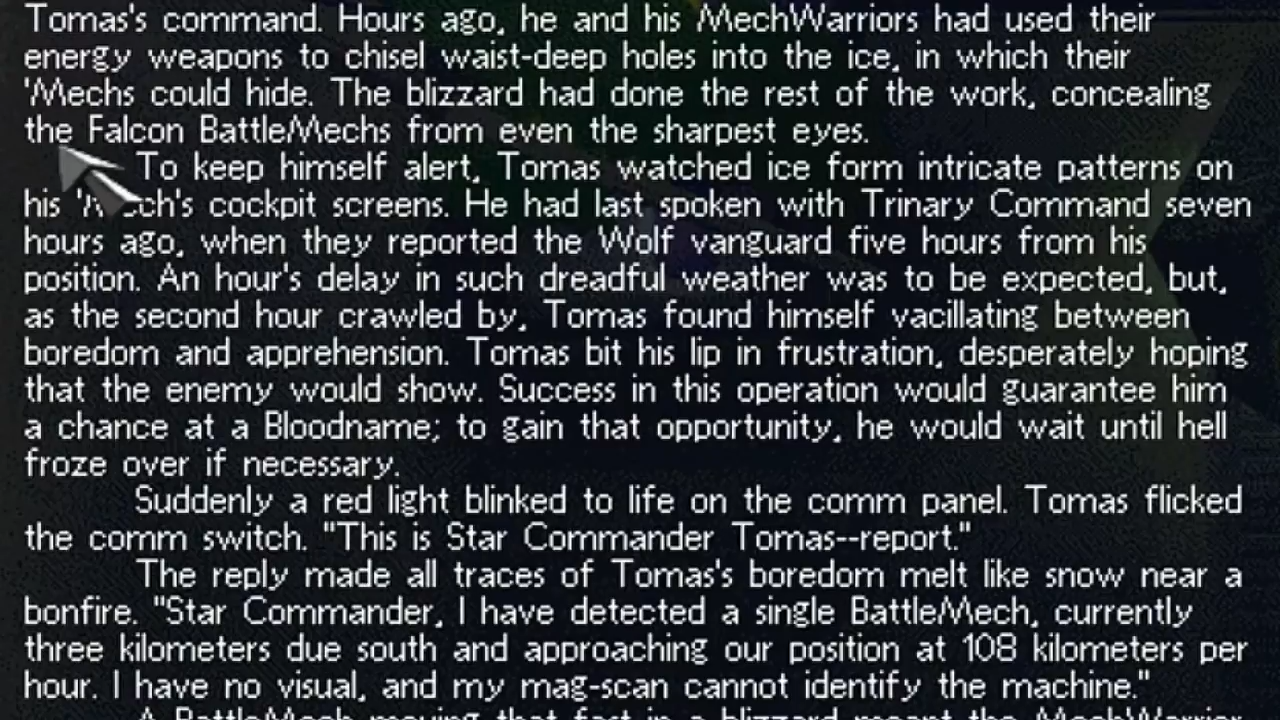 Tomas's command. Hours ago, he and his MechWarriors had used their
energy weapons to chisel waist-deep holes into the ice, in which their
'Mechs could hide. The blizzard had done the rest of the work, concealing
the Falcon BattleMechs from even the sharpest eyes.
To keep himself alert, Tomas watched ice form intricate patterns on
his 'Mech's cockpit screens. He had last spoken with Trinary Command seven
hours ago, when they reported the Wolf vanguard five hours from his
position. An hour's delay in such dreadful weather was to be expected, but,
as the second hour crawled by, Tomas found himself vacillating between
boredom and apprehension. Tomas bit his lip in frustration, desperately hoping
that the enemy would show. Success in this operation would guarantee him
a chance at a Bloodname; to gain that opportunity, he would wait until hell
froze over if necessary.
Suddenly a red light blinked to life on the comm panel. Tomas flicked
the comm switch. "This is Star Commander Tomas--report."
The reply made all traces of Tomas's boredom melt like snow near a
bonfire. "Star Commander, I have detected a single BattleMech, currently
three kilometers due south and approaching our position at 108 kilometers per
hour. I have no visual, and my mag-scan cannot identify the machine."
A BattleMech moving that fast in a blizzard meant the MechWarrior